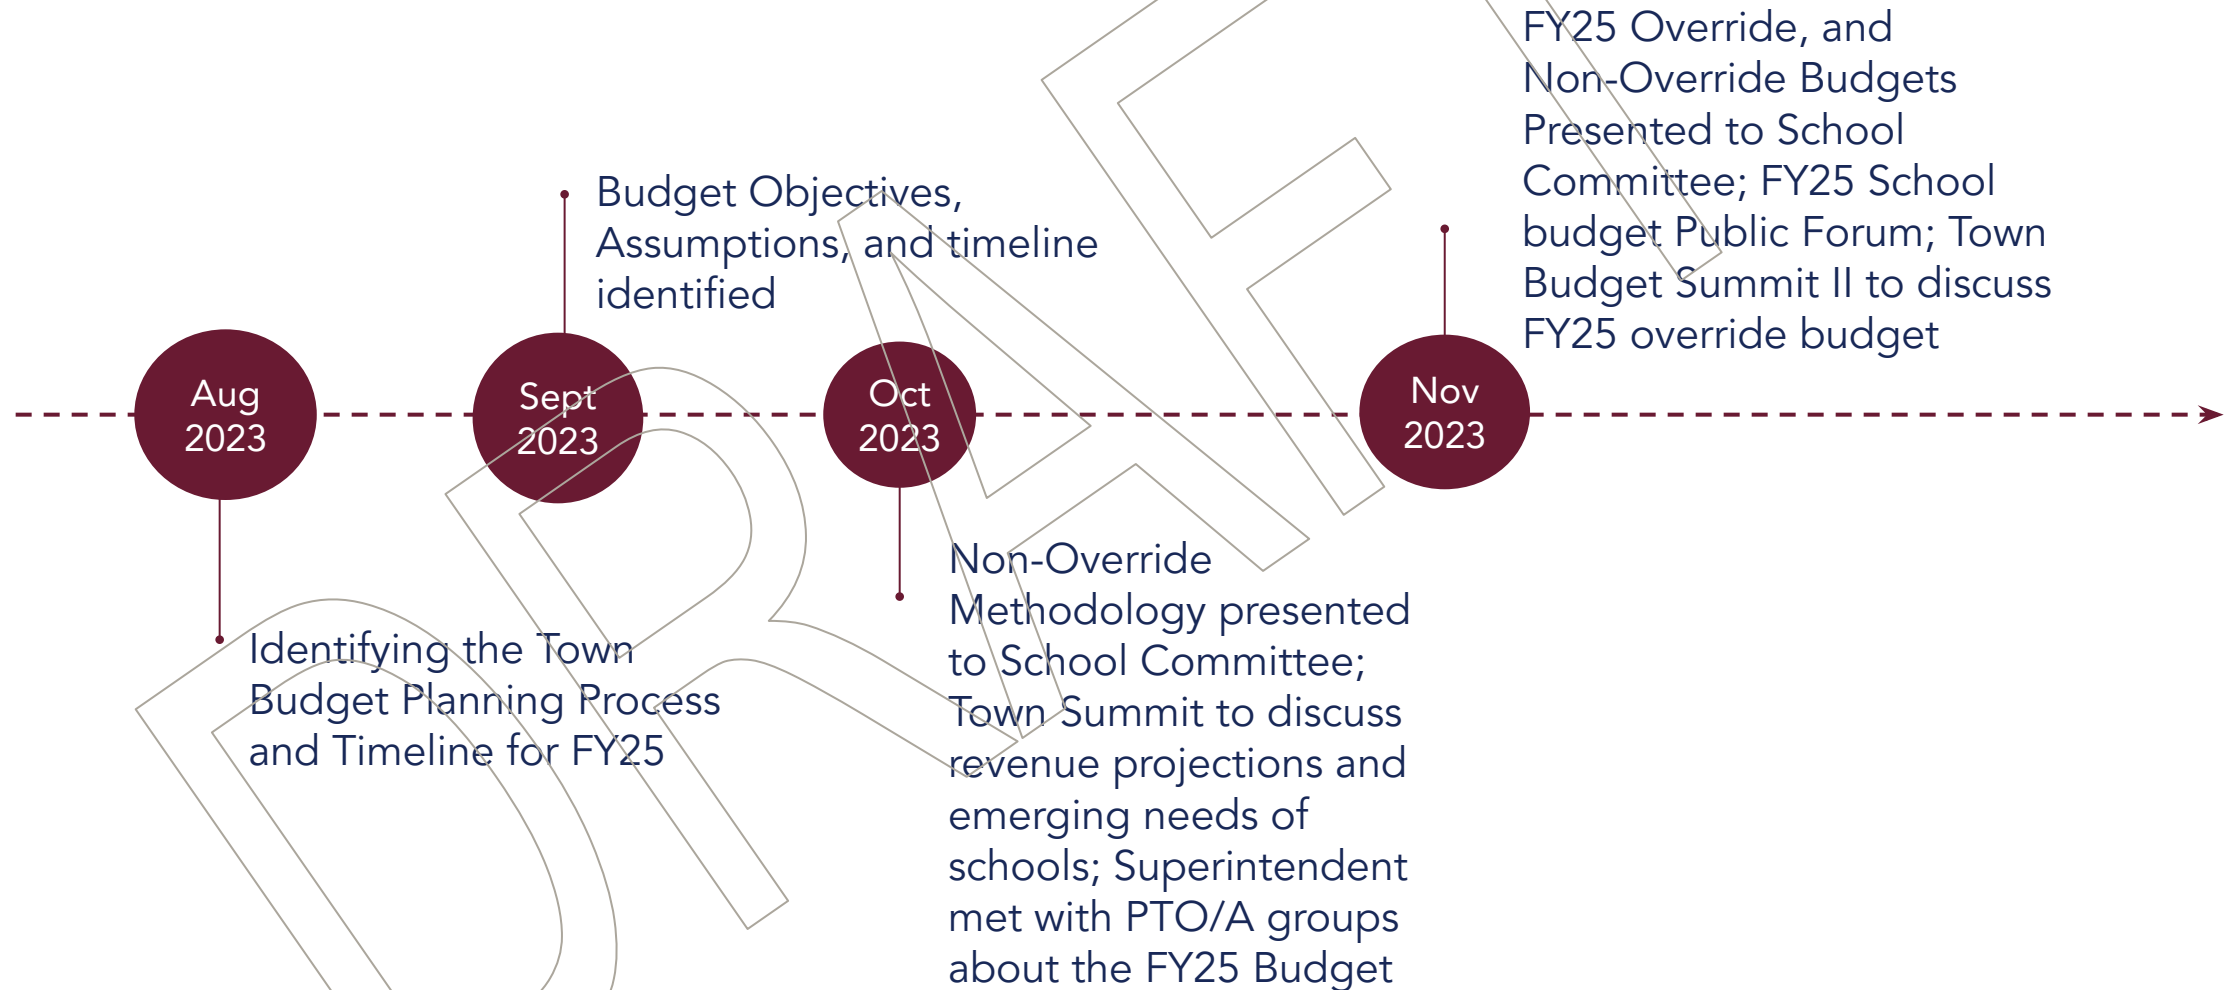 FY25 Override, and
Non-Override Budgets
Presented to School
Committee; FY25 School
budget Public Forum; Town
Budget Summit II to discuss
FY25 override budget
Budget Objectives,
Assumptions, and timeline
identified
Aug
2023
Sept
2023
Oct
2023
Nov
2023
Identifying the Town
Budget Planning Process
and Timeline for FY25
Non-Override
Methodology presented
to School Committee;
Town Summit to discuss
revenue projections and
emerging needs of
schools; Superintendent
met with PTO/A groups
about the FY25 Budget
DRAFT